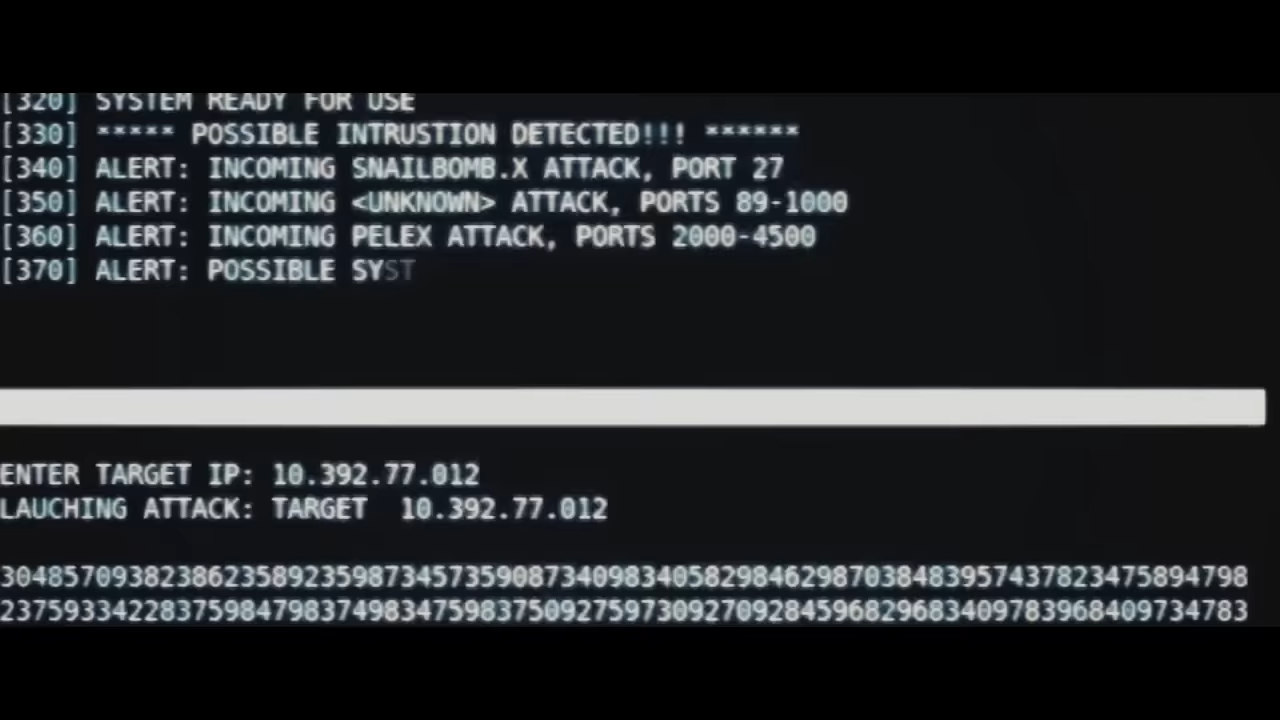 [320] SYSTEM READY FOR USE
[330] ***** POSSIBLE INTRUSTION DETECTED!!! ******
[340] ALERT: INCOMING SNAILBOMB.X ATTACK, PORT 27
[350] ALERT: INCOMING <UNKNOWN> ATTACK, PORTS 89-1000
[360] ALERT: INCOMING PELEX ATTACK, PORTS 2000-4500
[370] ALERT: POSSIBLE SYST
ENTER TARGET IP: 10.392.77.012
LAUCHING ATTACK: TARGET  10.392.77.012
304857093823862358923598734573590873409834058298462987038483957437823475894798
237593342283759847983749834759837509275973092709284596829683409783968409734783